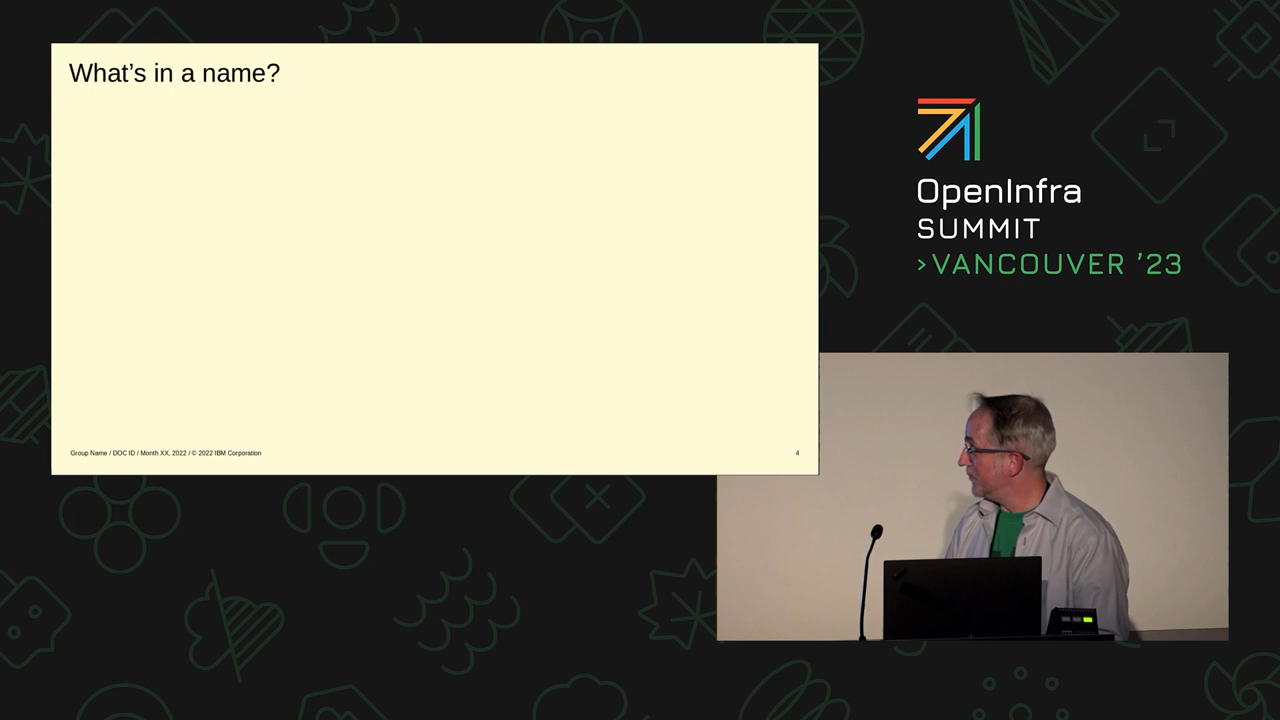 What’s in a name?
Group Name / DOC ID / Month XX, 2022 / © 2022 IBM Corporation
4
OpenInfra
SUMMIT
>VANCOUVER ’23